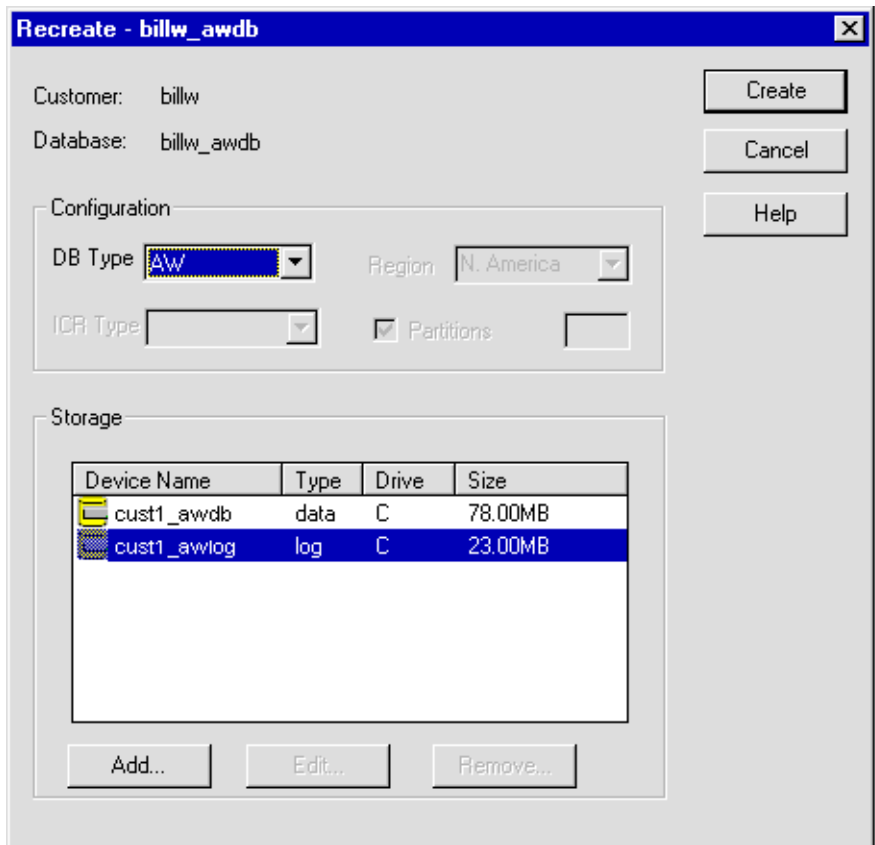 Recreate - billw_awdb
Customer: billw
Database: billw_awdb
Create
Cancel
Help
Configuration
DB Type AW
Region N. America
ICR Type
Partitions
Storage
Device Name Type Drive Size
cust1_awdb data C 78.00MB
cust1_awlog log C 23.00MB
Add... Edit... Remove...